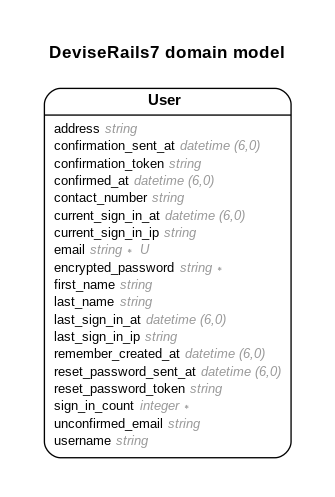 DeviseRails7 domain model
User
address string
confirmation_sent_at datetime (6,0)
confirmation_token string
confirmed_at datetime (6,0)
contact_number string
current_sign_in_at datetime (6,0)
current_sign_in_ip string
email string ∗ U
encrypted_password string ∗
first_name string
last_name string
last_sign_in_at datetime (6,0)
last_sign_in_ip string
remember_created_at datetime (6,0)
reset_password_sent_at datetime (6,0)
reset_password_token string
sign_in_count integer ∗
unconfirmed_email string
username string